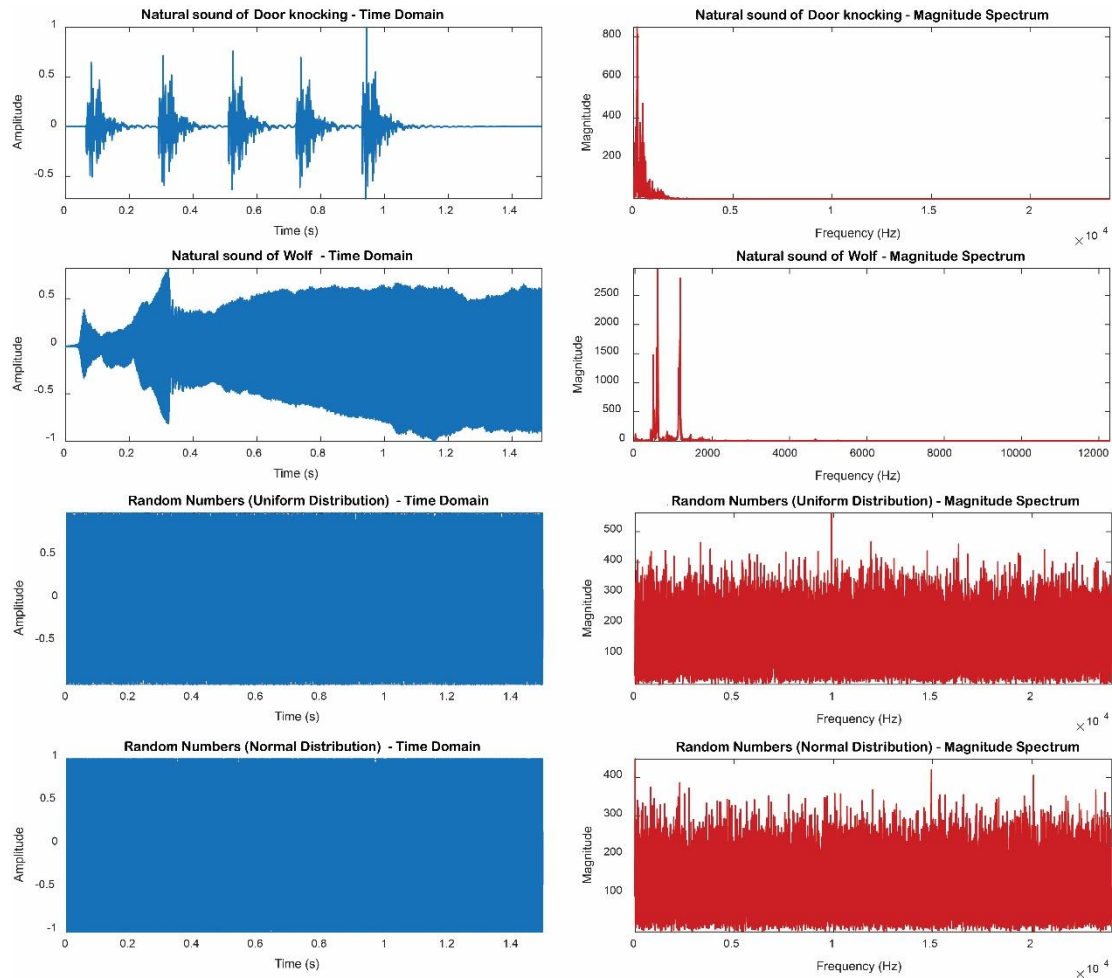 Natural sound of Door knocking - Time Domain
1
0.5
0
-0.5
Amplitude
0 0.2 0.4 0.6 0.8 1 1.2 1.4
Time (s)
Natural sound of Door knocking - Magnitude Spectrum
800
600
400
200
Magnitude
0 0.5 1 1.5 2
Frequency (Hz)
× 10 4
Natural sound of Wolf - Time Domain
0.5
0
-0.5
-1
Amplitude
0 0.2 0.4 0.6 0.8 1 1.2 1.4
Time (s)
Natural sound of Wolf - Magnitude Spectrum
2500
2000
1500
1000
500
0
Magnitude
0 2000 4000 6000 8000 10000 12000
Frequency (Hz)
Random Numbers (Uniform Distribution) - Time Domain
0.5
0
-0.5
Amplitude
0 0.2 0.4 0.6 0.8 1 1.2 1.4
Time (s)
Random Numbers (Uniform Distribution) - Magnitude Spectrum
500
400
300
200
100
Magnitude
0 0.5 1 1.5 2
Frequency (Hz)
× 10 4
Random Numbers (Normal Distribution) - Time Domain
1
0.5
0
-0.5
-1
Amplitude
0 0.2 0.4 0.6 0.8 1 1.2 1.4
Time (s)
Random Numbers (Normal Distribution) - Magnitude Spectrum
400
300
200
100
Magnitude
0 0.5 1 1.5 2
Frequency (Hz)
× 10 4